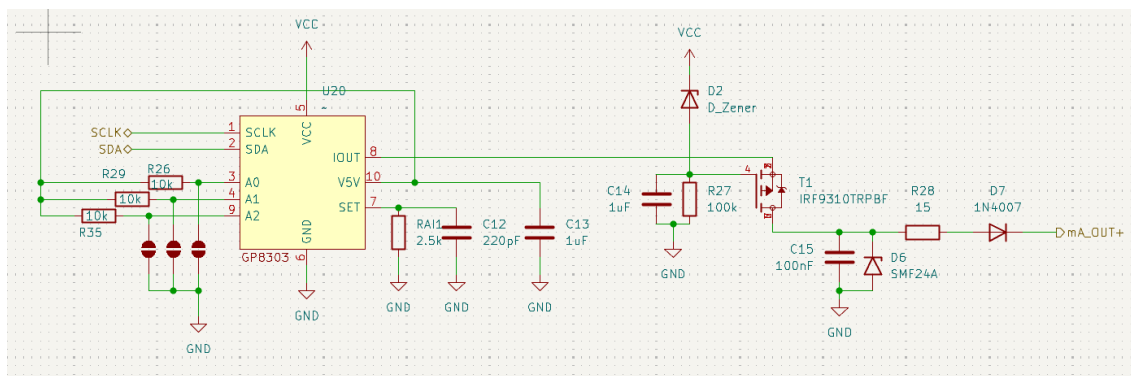 VCC
U20
~
5
VCC
SCLK
1
SCLK
SDA
2
SDA
IOUT
8
R29
R26
10k
3
A0
V5V
10
10k
4
A1
10k
9
A2
SET
7
R35
GND
GP8303
6
GND
GND
RAI1
2.5k
GND
C12
220pF
GND
C13
1uF
GND
VCC
D2
D_Zener
C14
1uF
R27
100k
GND
4
T1
IRF9310TRPBF
C15
100nF
D6
SMF24A
GND
R28
15
D7
1N4007
mA_OUT+